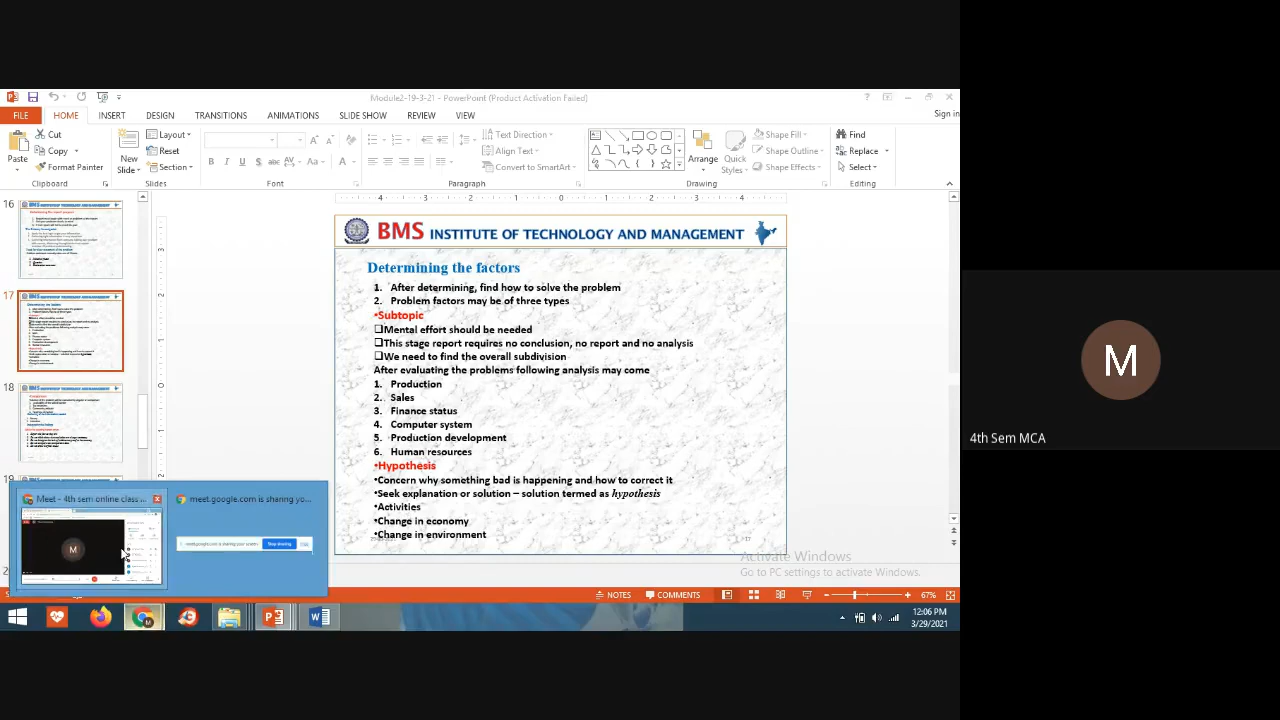 Module2-19-3-21 - PowerPoint (Product Activation Failed)
FILE HOME INSERT DESIGN TRANSITIONS ANIMATIONS SLIDE SHOW REVIEW VIEW Sign in
Paste Cut Copy Format Painter
Clipboard
New Slide Layout Reset Section
Slides
Font
Text Direction Align Text Convert to SmartArt
Paragraph
Arrange Quick Styles Shape Fill Shape Outline Shape Effects
Drawing
Find Replace Select
Editing
16
17
18
19
BMS INSTITUTE OF TECHNOLOGY AND MANAGEMENT
Determining the factors
1. After determining, find how to solve the problem
2. Problem factors may be of three types
•Subtopic
❑Mental effort should be needed
❑This stage report requires no conclusion, no report and no analysis
❑We need to find the overall subdivision
After evaluating the problems following analysis may come
1. Production
2. Sales
3. Finance status
4. Computer system
5. Production development
6. Human resources
•Hypothesis
•Concern why something bad is happening and how to correct it
•Seek explanation or solution – solution termed as hypothesis
•Activities
•Change in economy
•Change in environment
17
Meet - 4th sem online class ...
meet.google.com is sharing yo...
Stop sharing
M
Activate Windows
Go to PC settings to activate Windows.
NOTES COMMENTS 67%
12:06 PM
3/29/2021
M
4th Sem MCA